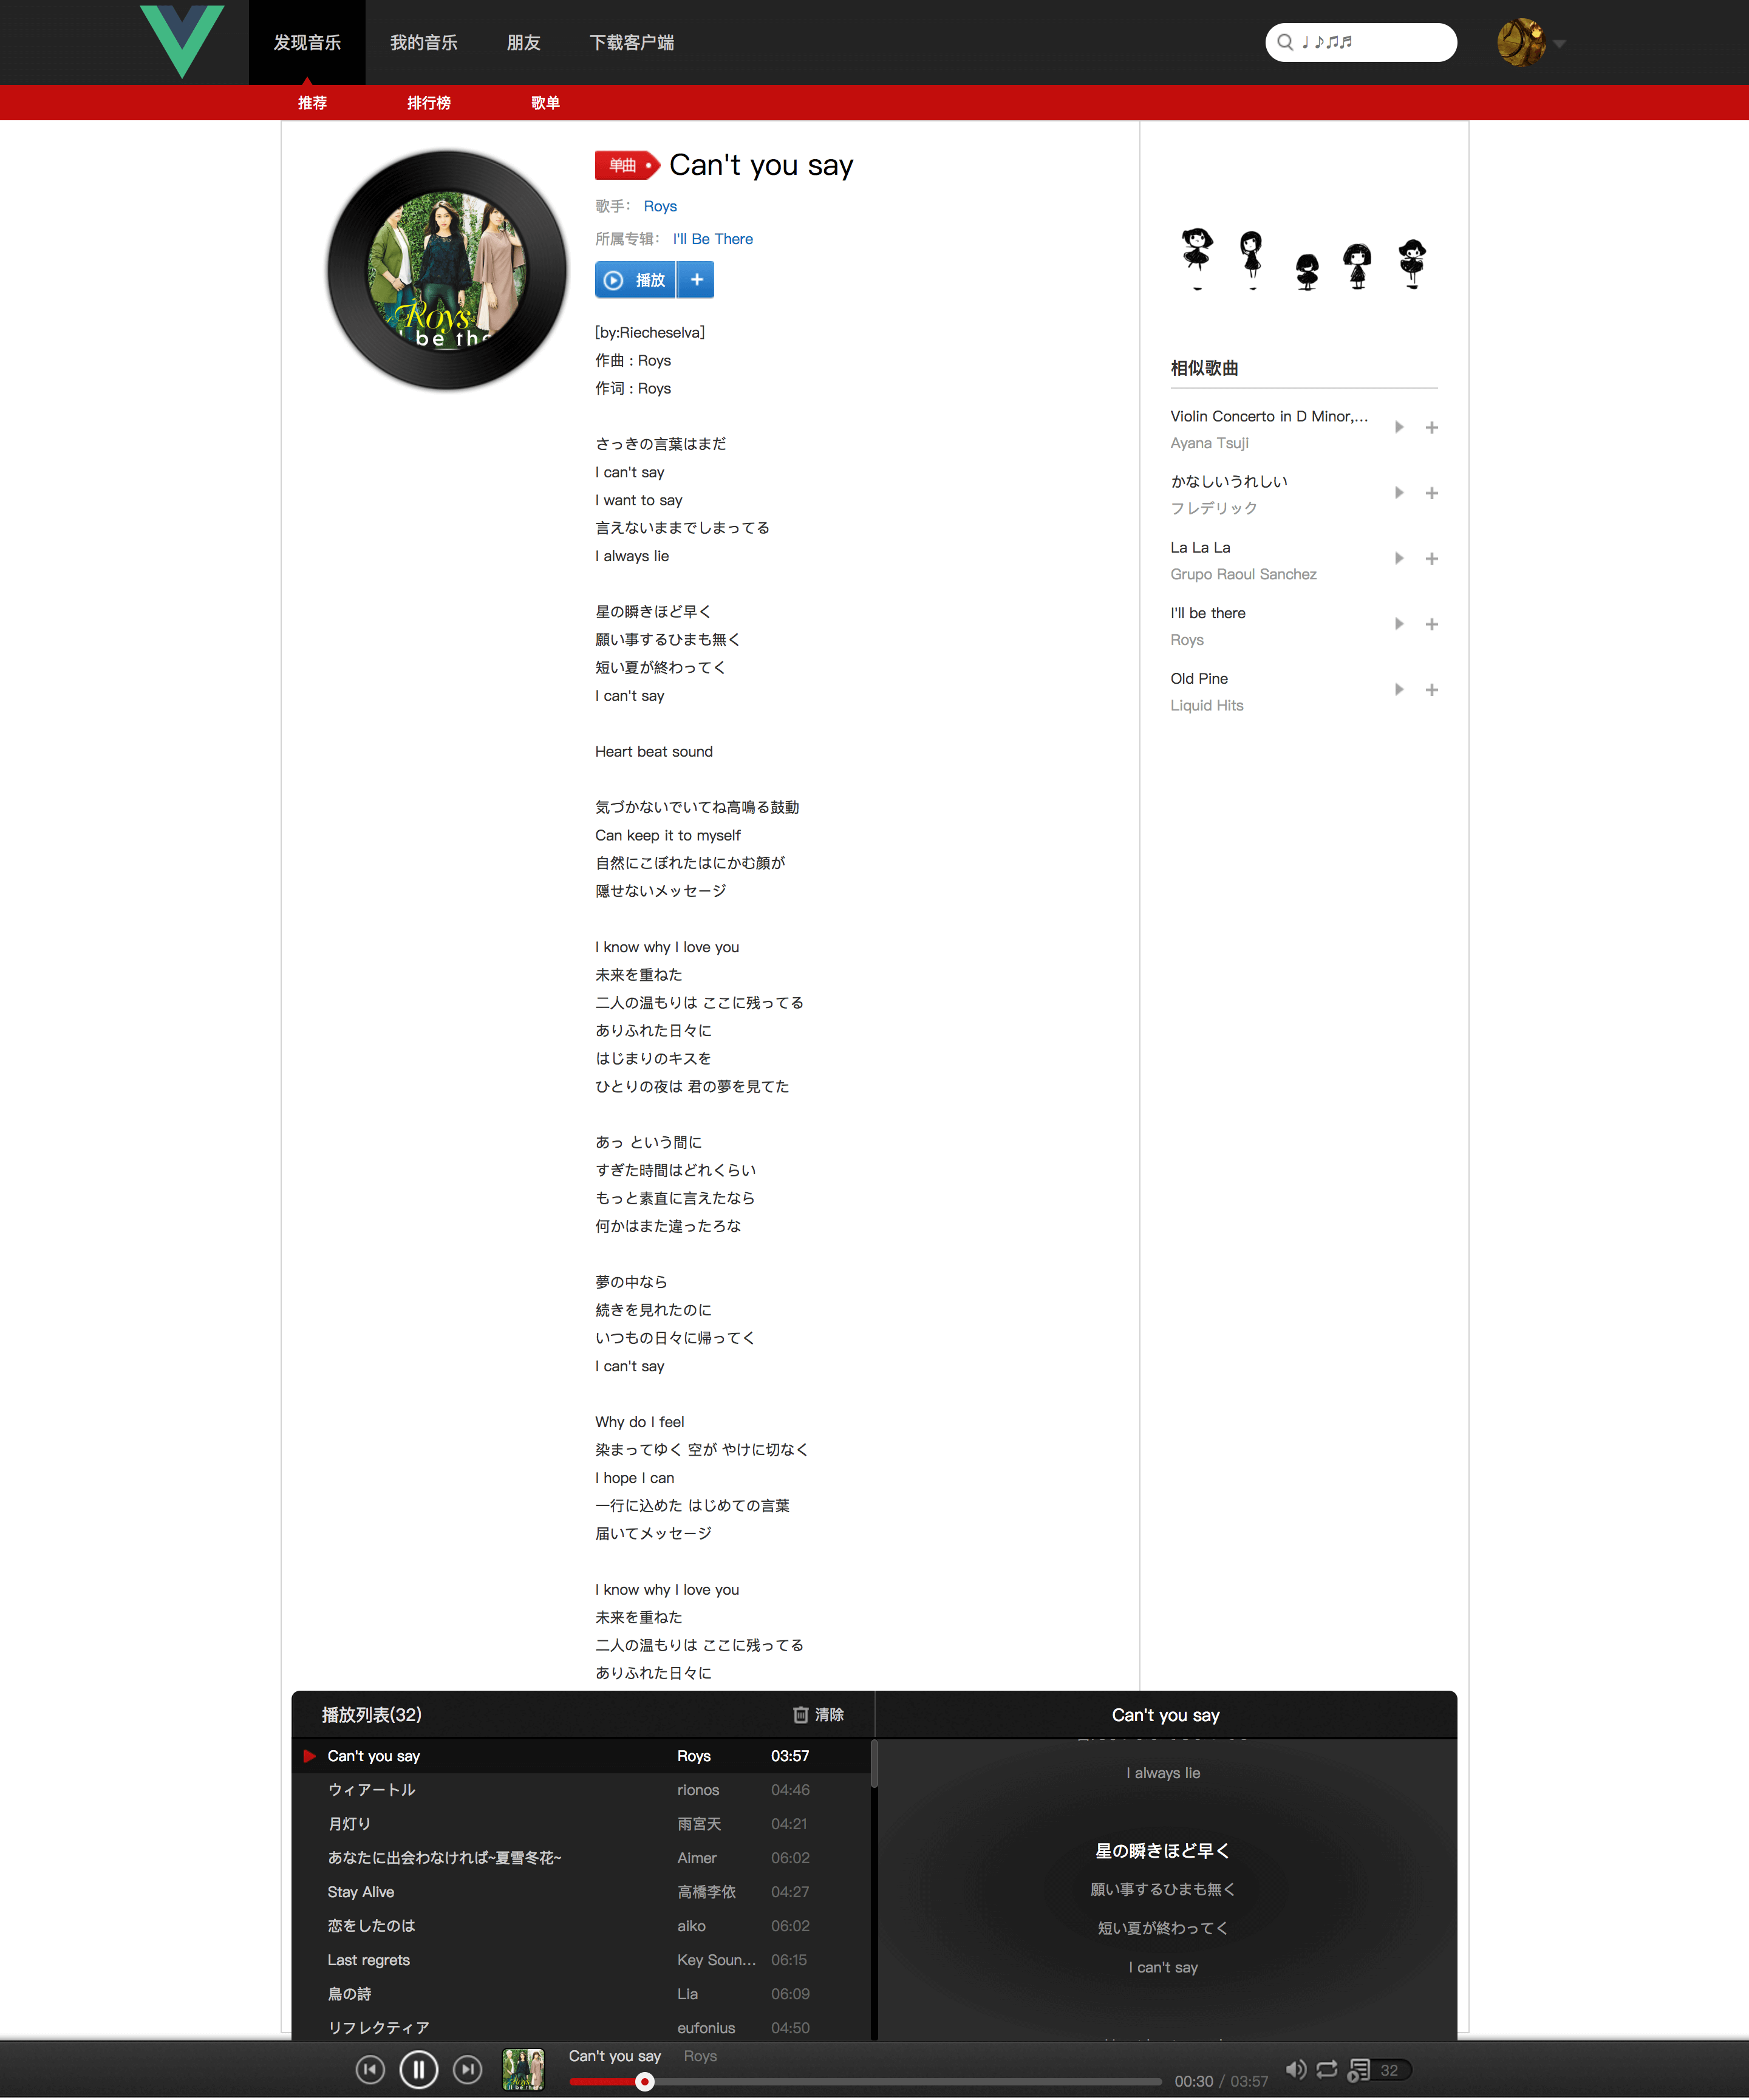 发现音乐
我的音乐
朋友
下载客户端
♩ ♪♫♬
推荐
排行榜
歌单
单曲
Can't you say
歌手： Roys
所属专辑： I'll Be There
播放
[by:Riecheselva]
作曲 : Roys
作词 : Roys
さっきの言葉はまだ
I can't say
I want to say
言えないままでしまってる
I always lie
星の瞬きほど早く
願い事するひまも無く
短い夏が終わってく
I can't say
Heart beat sound
気づかないでいてね高鳴る鼓動
Can keep it to myself
自然にこぼれたはにかむ顔が
隠せないメッセージ
I know why I love you
未来を重ねた
二人の温もりは ここに残ってる
ありふれた日々に
はじまりのキスを
ひとりの夜は 君の夢を見てた
あっ という間に
すぎた時間はどれくらい
もっと素直に言えたなら
何かはまた違ったろな
夢の中なら
続きを見れたのに
いつもの日々に帰ってく
I can't say
Why do I feel
染まってゆく 空が やけに切なく
I hope I can
一行に込めた はじめての言葉
届いてメッセージ
I know why I love you
未来を重ねた
二人の温もりは ここに残ってる
ありふれた日々に
Roys
be the
相似歌曲
Violin Concerto in D Minor,...
Ayana Tsuji
かなしいうれしい
フレデリック
La La La
Grupo Raoul Sanchez
I'll be there
Roys
Old Pine
Liquid Hits
播放列表(32)
清除
Can't you say Roys 03:57
ウィアートル rionos 04:46
月灯り 雨宮天 04:21
あなたに出会わなければ~夏雪冬花~ Aimer 06:02
Stay Alive 高橋李依 04:27
恋をしたのは aiko 06:02
Last regrets Key Soun... 06:15
鳥の詩 Lia 06:09
リフレクティア eufonius 04:50
Can't you say
I always lie
星の瞬きほど早く
願い事するひまも無く
短い夏が終わってく
I can't say
Can't you say Roys
00:30 / 03:57
32